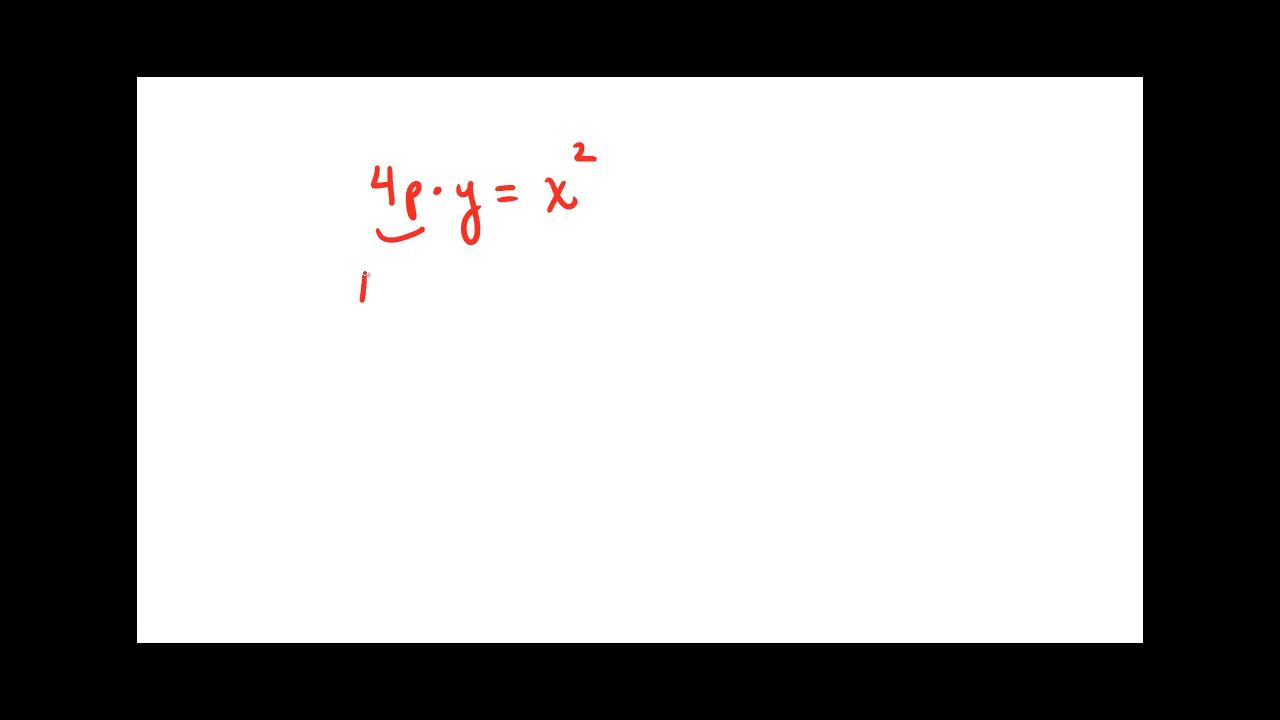 4p · y = x²